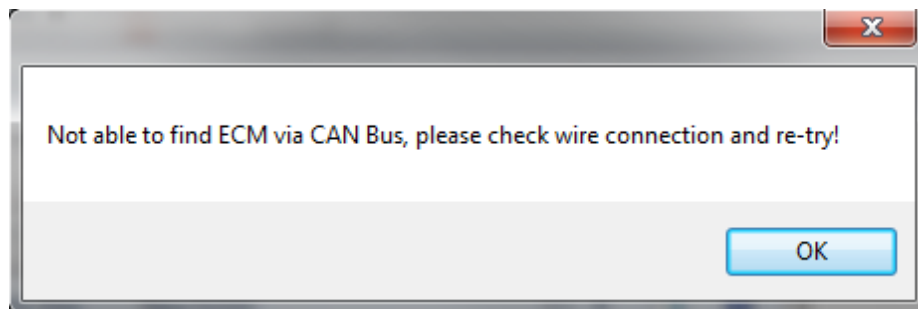 Not able to find ECM via CAN Bus, please check wire connection and re-try!
OK